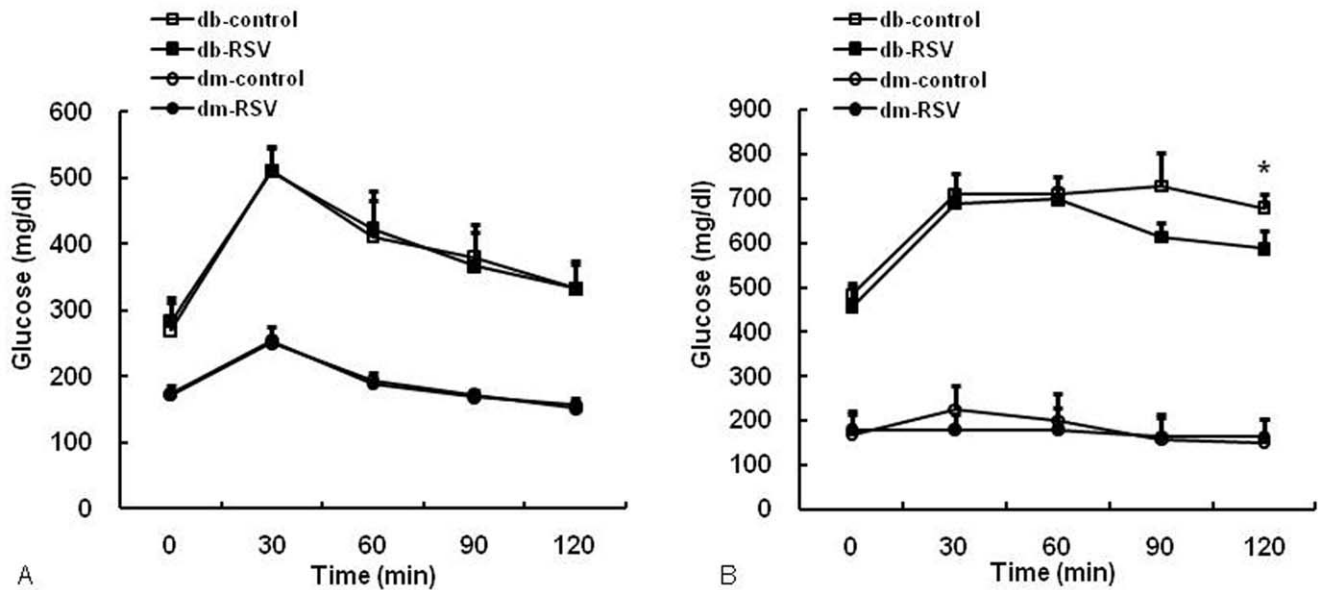 db-control
db-RSV
dm-control
dm-RSV
600
500
400
300
200
100
0
Glucose (mg/dl)
0 30 60 90 120
Time (min)
A
db-control
db-RSV
dm-control
dm-RSV
900
800
700
600
500
400
300
200
100
0
Glucose (mg/dl)
*
0 30 60 90 120
Time (min)
B